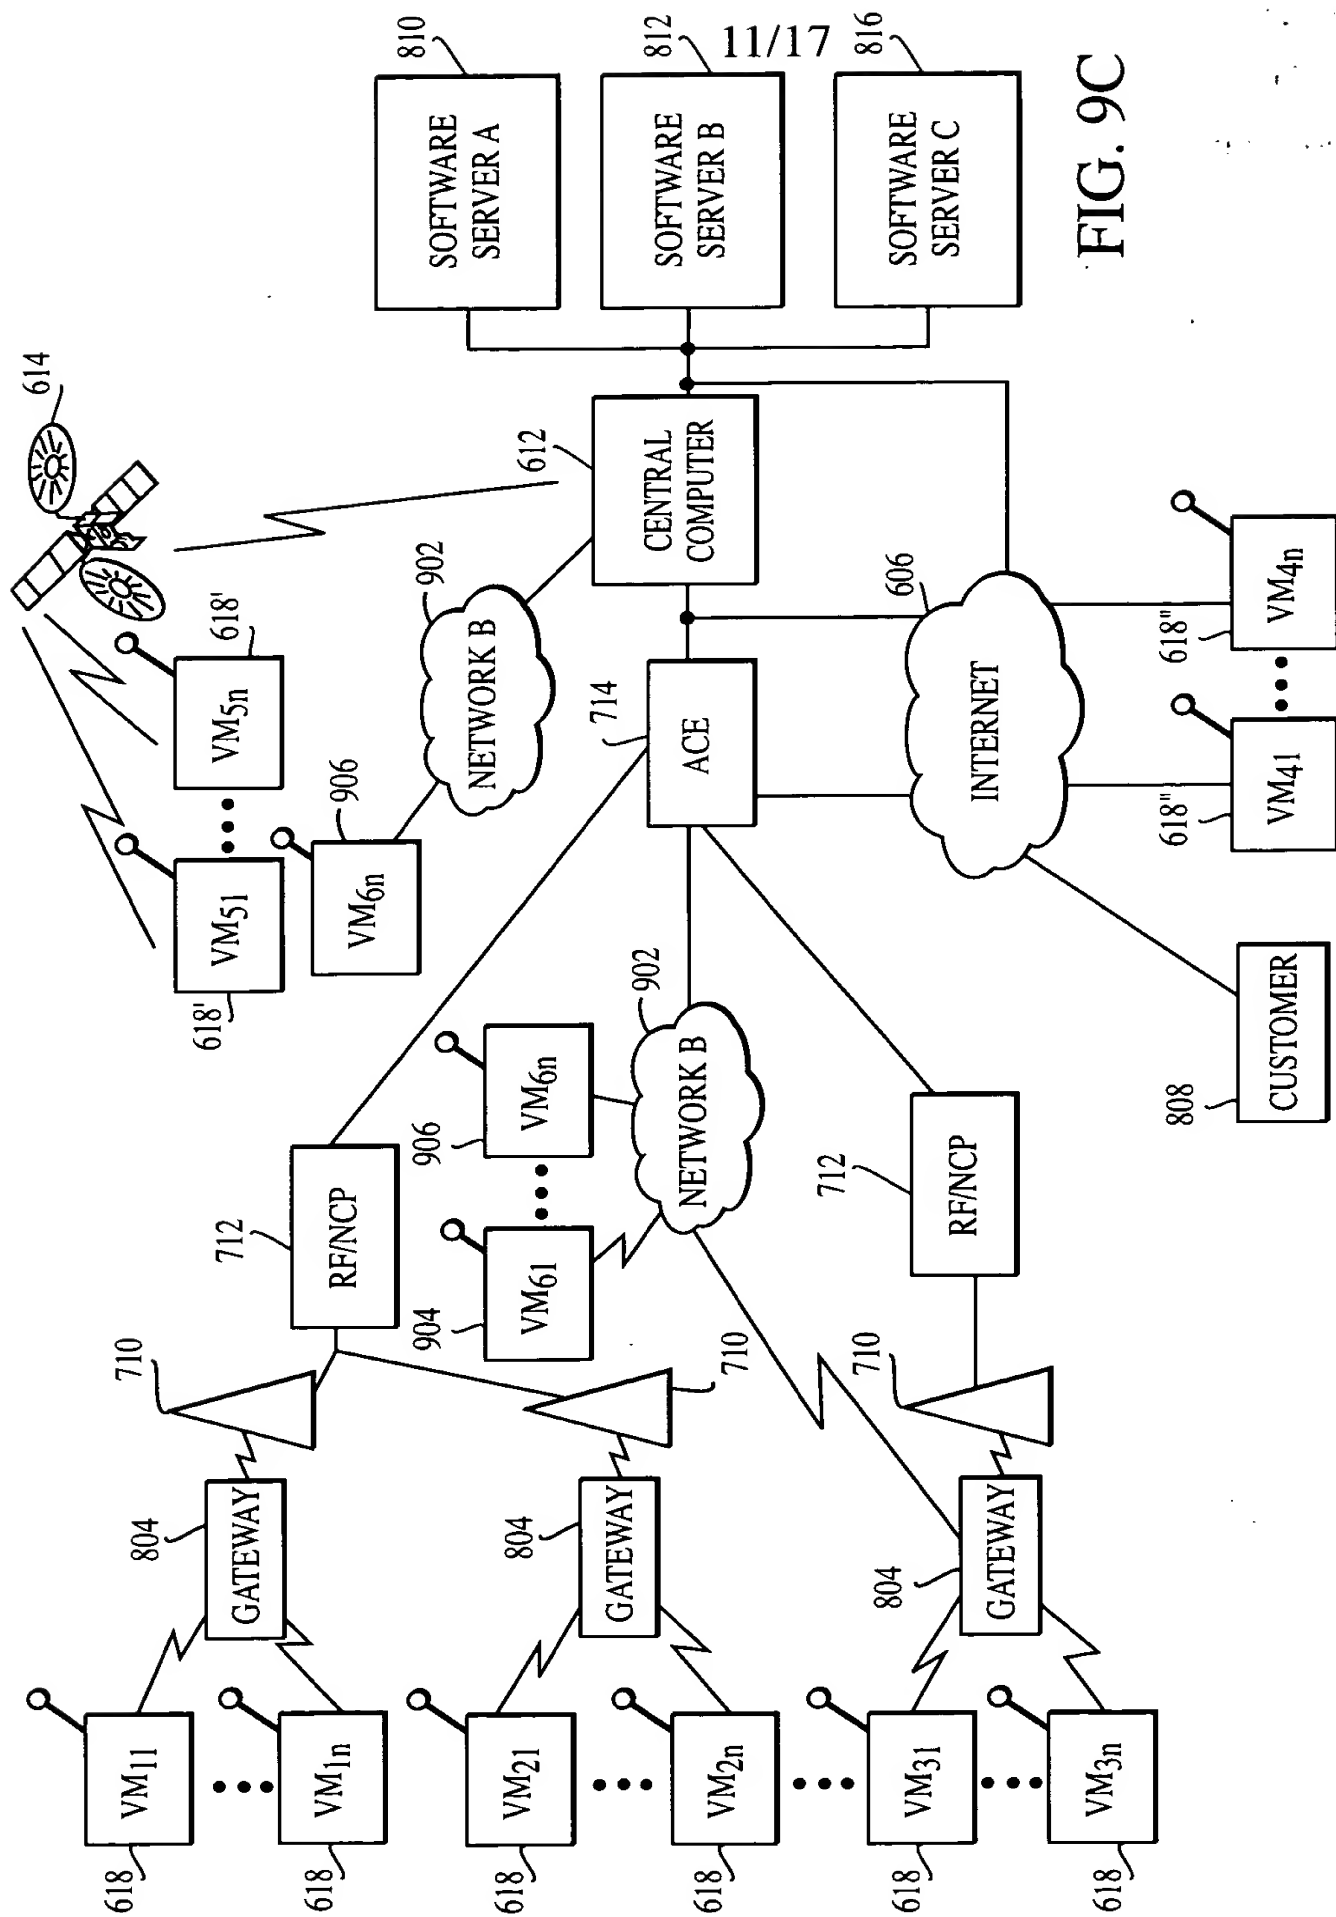 11/17
614
618'
VM51
VM5n
618'
VM6n
906
NETWORK B
902
612
CENTRAL
COMPUTER
SOFTWARE
SERVER A
810
SOFTWARE
SERVER B
812
SOFTWARE
SERVER C
816
714
ACE
606
INTERNET
618"
VM41
618"
VM4n
808
CUSTOMER
712
RF/NCP
906
VM6n
904
VM61
902
NETWORK B
712
RF/NCP
710
710
710
804
GATEWAY
804
GATEWAY
804
GATEWAY
VM11
618
VM1n
618
VM21
618
VM2n
618
VM31
618
VM3n
618
FIG. 9C